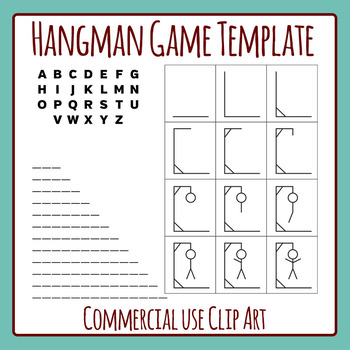 Hangman Game Template
A B C D E F G
H I J K L M N
O P Q R S T U
V W X Y Z
Commercial use Clip Art